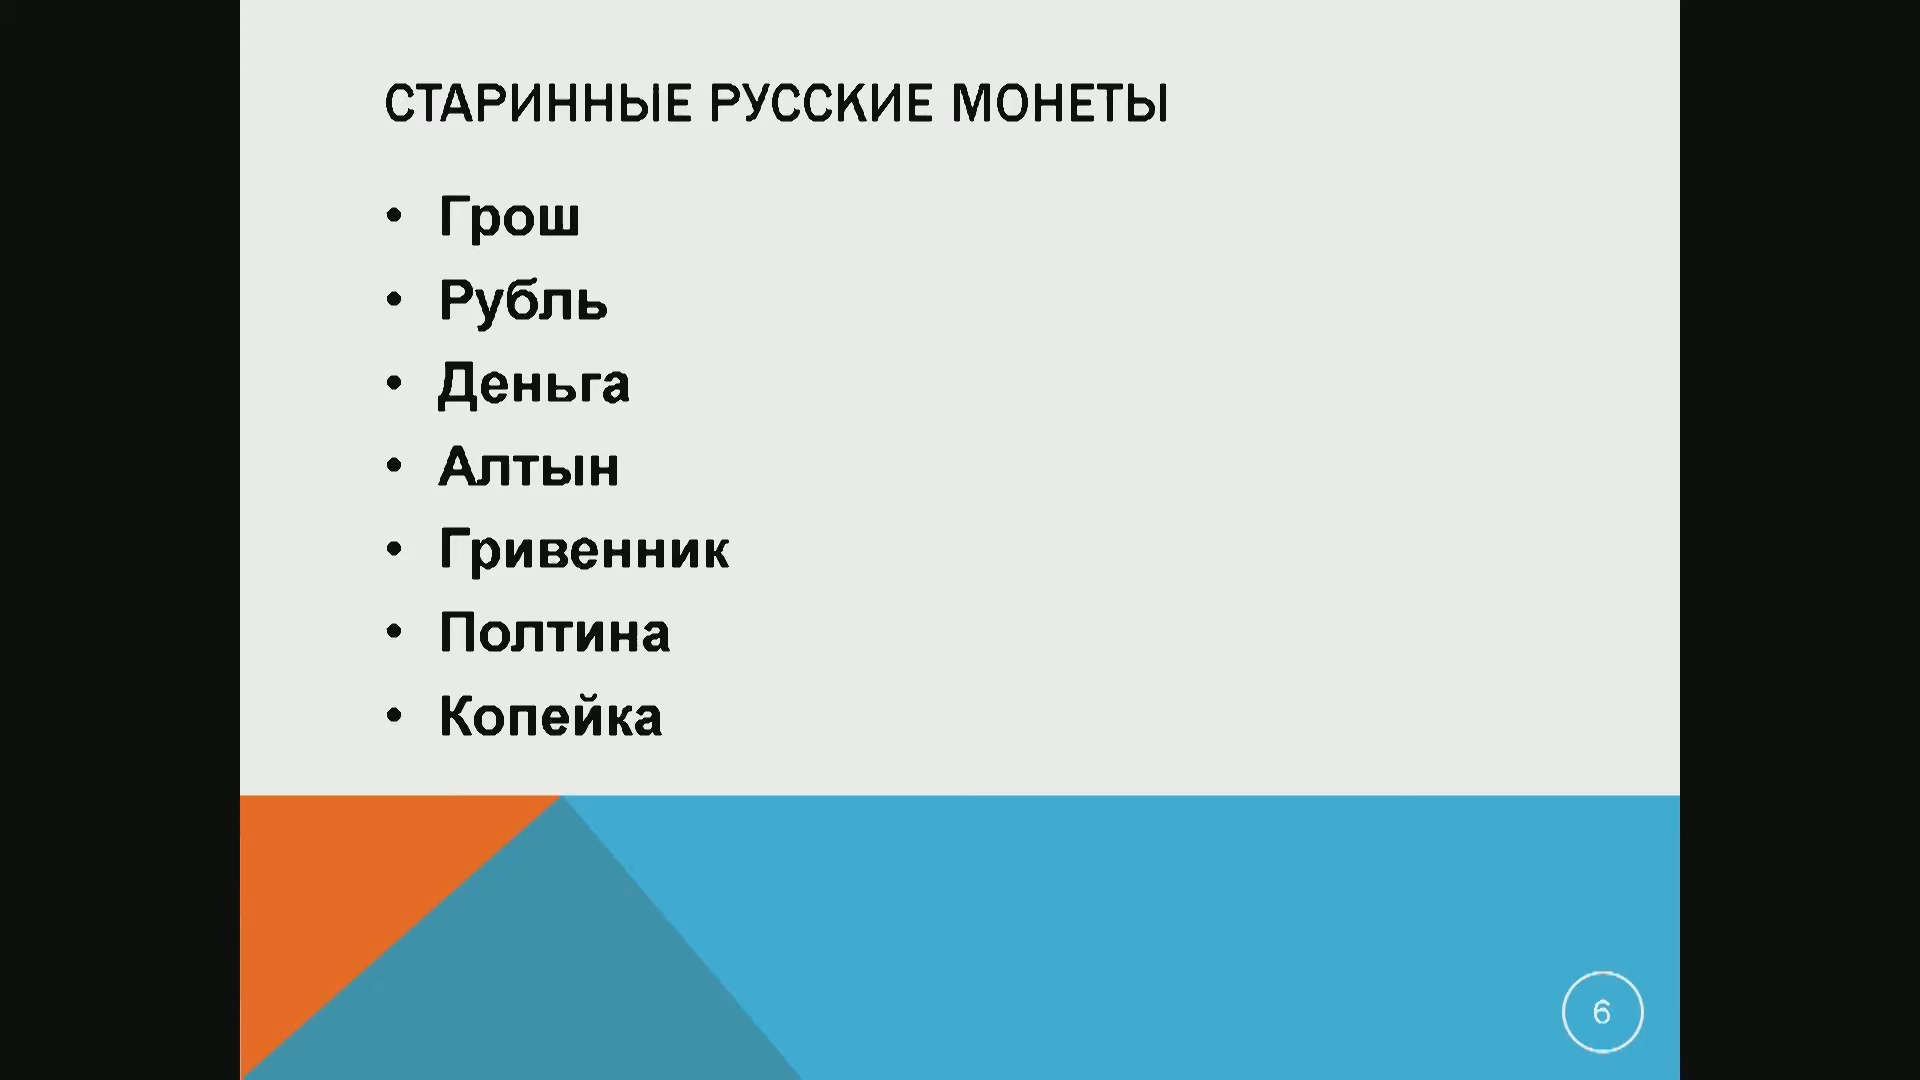 СТАРИННЫЕ РУССКИЕ МОНЕТЫ
• Грош
• Рубль
• Деньга
• Алтын
• Гривенник
• Полтина
• Копейка
6